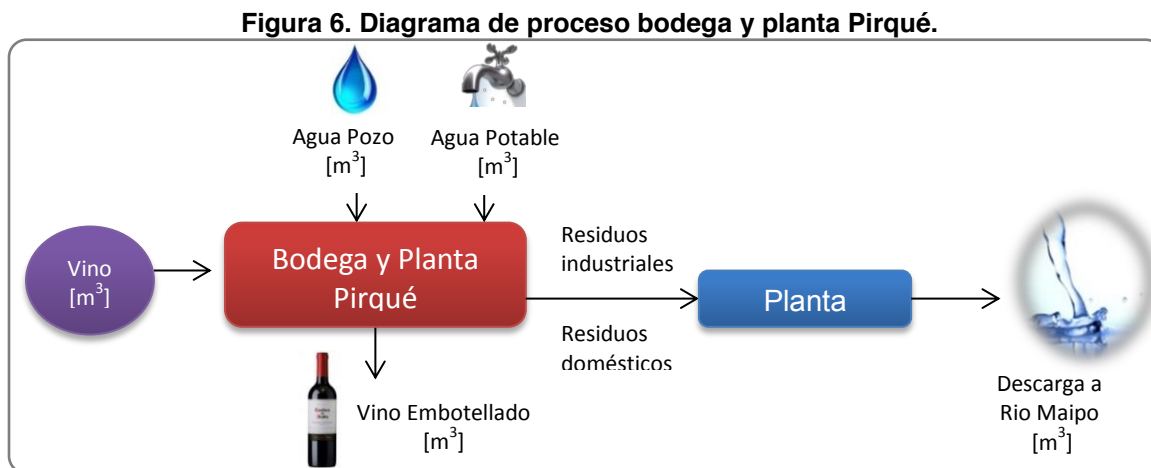 Figura 6. Diagrama de proceso bodega y planta Pirqué.
Agua Pozo
[m³]
Agua Potable
[m³]
Vino
[m³]
Bodega y Planta
Pirqué
Residuos
industriales
Residuos
domésticos
Planta
Vino Embotellado
[m³]
Descarga a
Rio Maipo
[m³]